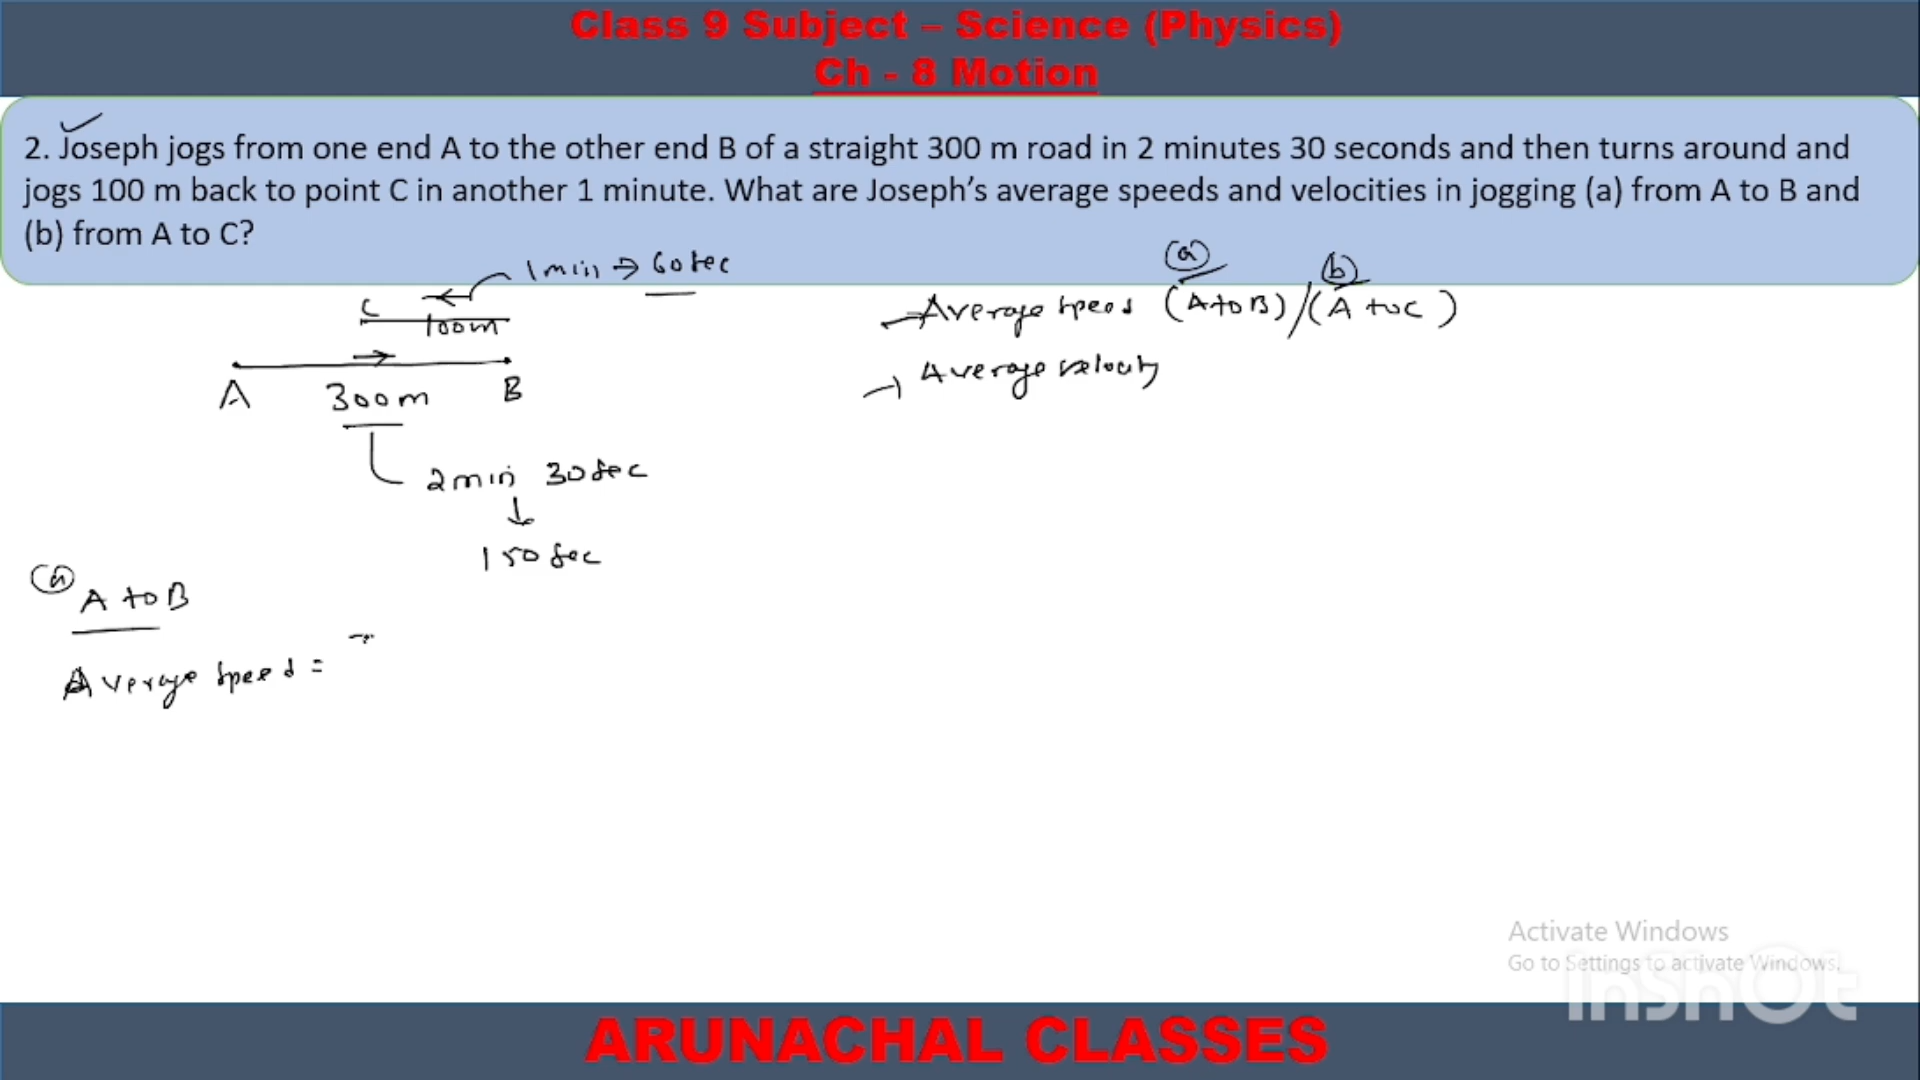 Class 9 Subject – Science (Physics)
Ch - 8 Motion
2. Joseph jogs from one end A to the other end B of a straight 300 m road in 2 minutes 30 seconds and then turns around and
jogs 100 m back to point C in another 1 minute. What are Joseph’s average speeds and velocities in jogging (a) from A to B and
(b) from A to C?
1 min → 60 sec
C
100m
A 300m B
2 min 30 sec
↓
150 sec
(a) (b)
Average speed (A to B) / (A to C)
→ Average velocity
(a)
A to B
Average speed =
Activate Windows
Go to Settings to activate Windows.
InShOt
ARUNACHAL CLASSES